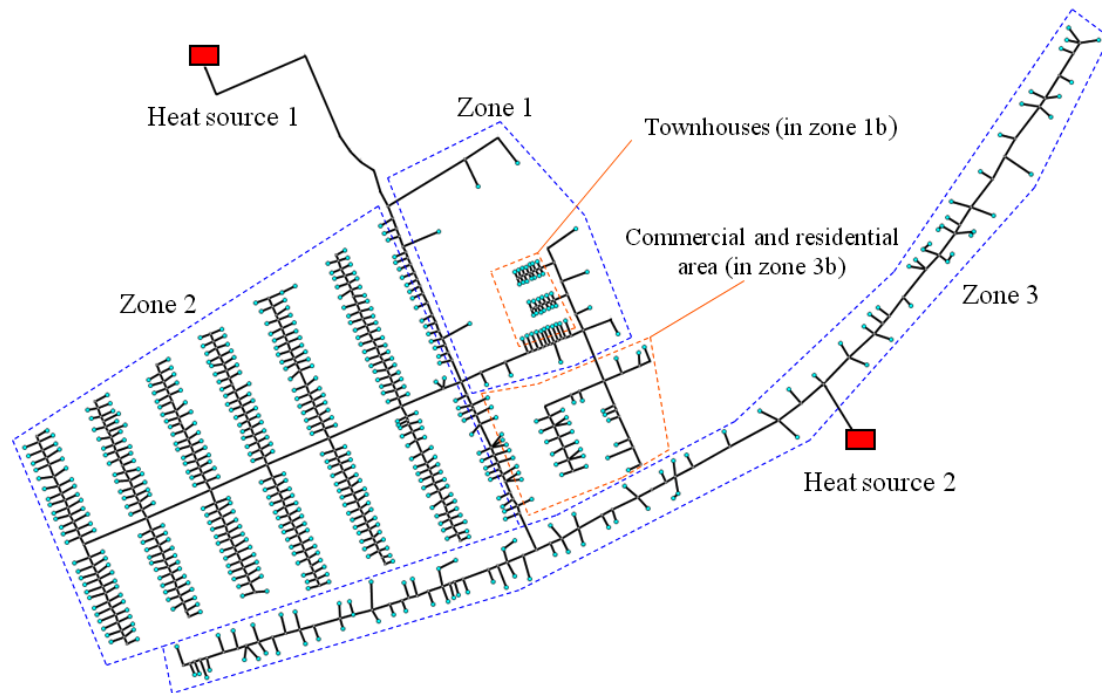 Heat source 1
Zone 1
Townhouses (in zone 1b)
Commercial and residential
area (in zone 3b)
Zone 2
Zone 3
Heat source 2